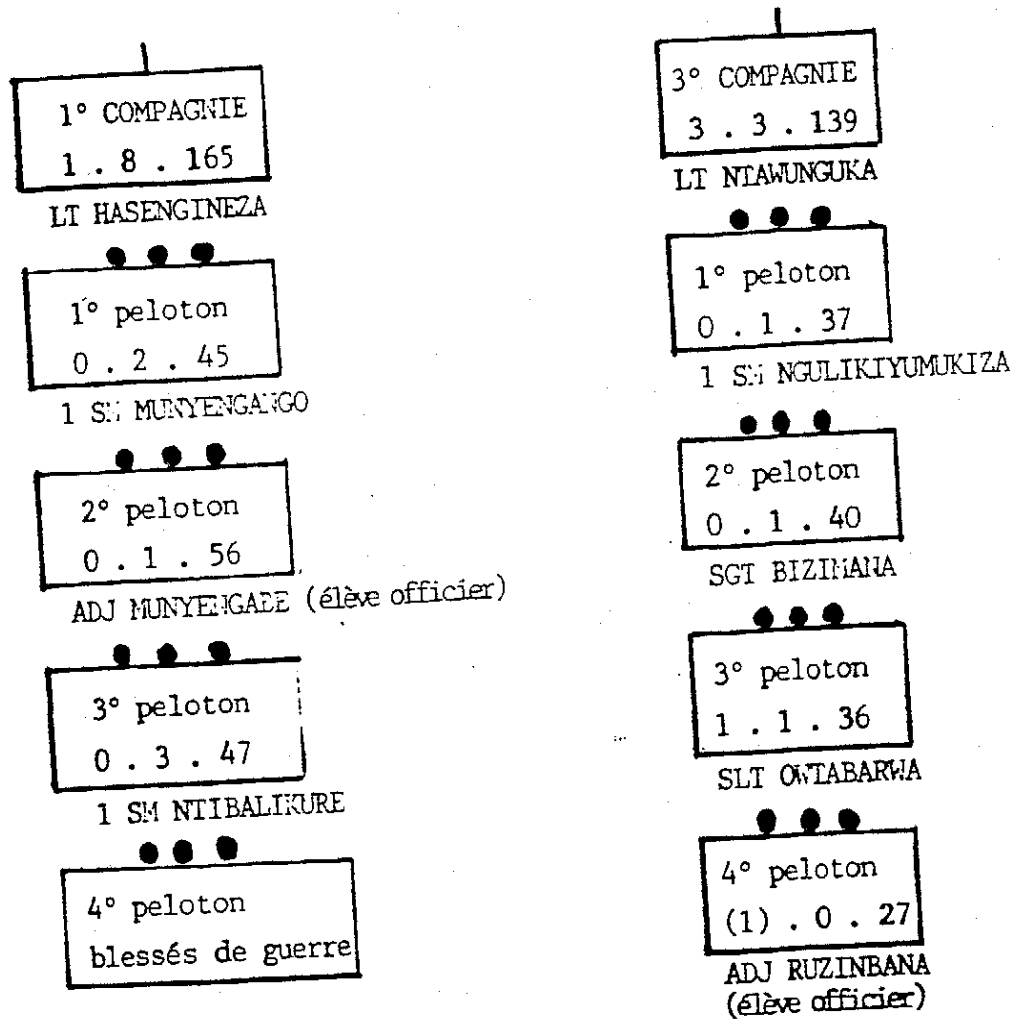 1° COMPAGNIE
1 . 8 . 165
LT HASENGINEZA
1° peloton
0 . 2 . 45
1 SM MUNYENGANGO
2° peloton
0 . 1 . 56
ADJ (élève officier)
3° peloton
0 . 3 . 47
1 SM NTIBALIKURE
4° peloton
blessés de guerre
3° COMPAGNIE
3 . 3 . 139
LT NTAWUNGUKA
1° peloton
0 . 1 . 37
1 SM NGULIKIYUMUKIZA
2° peloton
0 . 1 . 40
SGT BIZIMANA
3° peloton
1 . 1 . 36
SLT
4° peloton
(1) . 0 . 27
ADJ RUZINBANA
(élève officier)